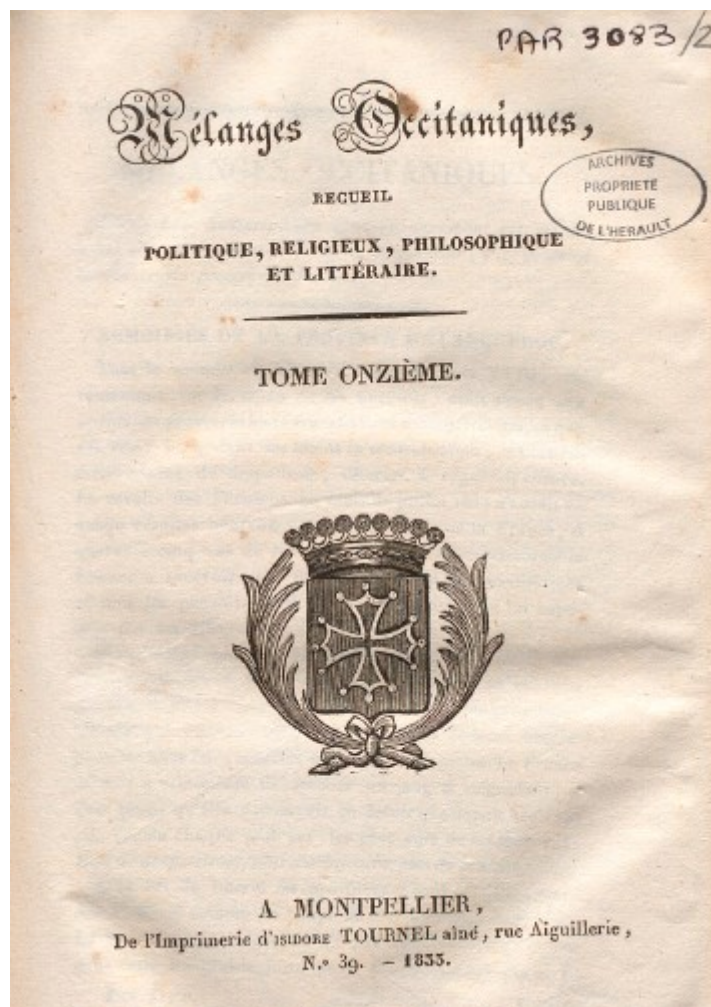 PAR 3083/2
Mélanges Occitaniques,
ARCHIVES
PROPRIETE
PUBLIQUE
DE L'HERAULT
RECUEIL
POLITIQUE, RELIGIEUX, PHILOSOPHIQUE
ET LITTÉRAIRE.
TOME ONZIÈME.
A MONTPELLIER,
De l'Imprimerie d'ISIDORE TOURNEL aîné, rue Aiguillerie,
N.º 39. – 1833.